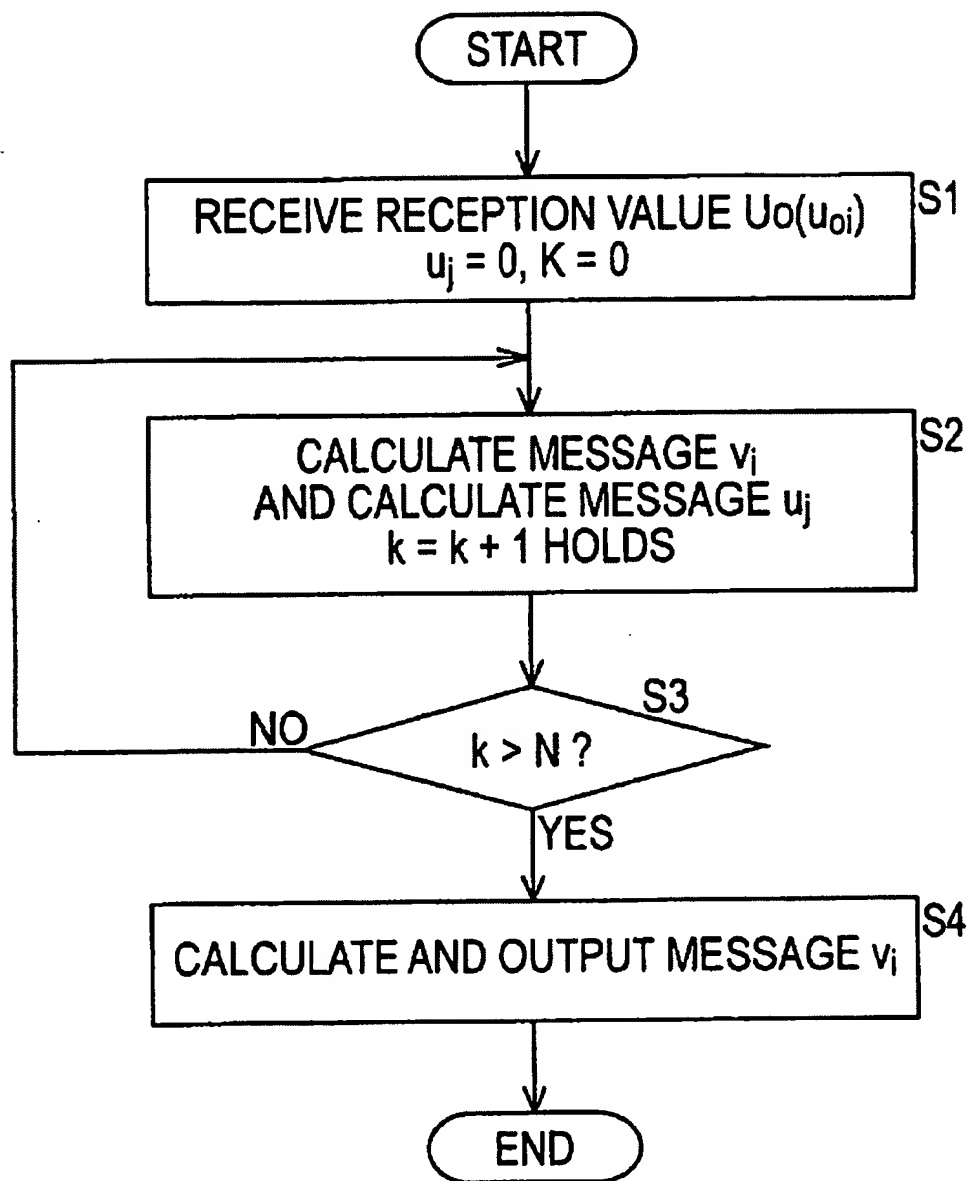 START
S1
RECEIVE RECEPTION VALUE Uo(u₀ᵢ)
uⱼ = 0, K = 0
S2
CALCULATE MESSAGE vᵢ
AND CALCULATE MESSAGE uⱼ
k = k + 1 HOLDS
S3
NO
k > N ?
YES
S4
CALCULATE AND OUTPUT MESSAGE vᵢ
END